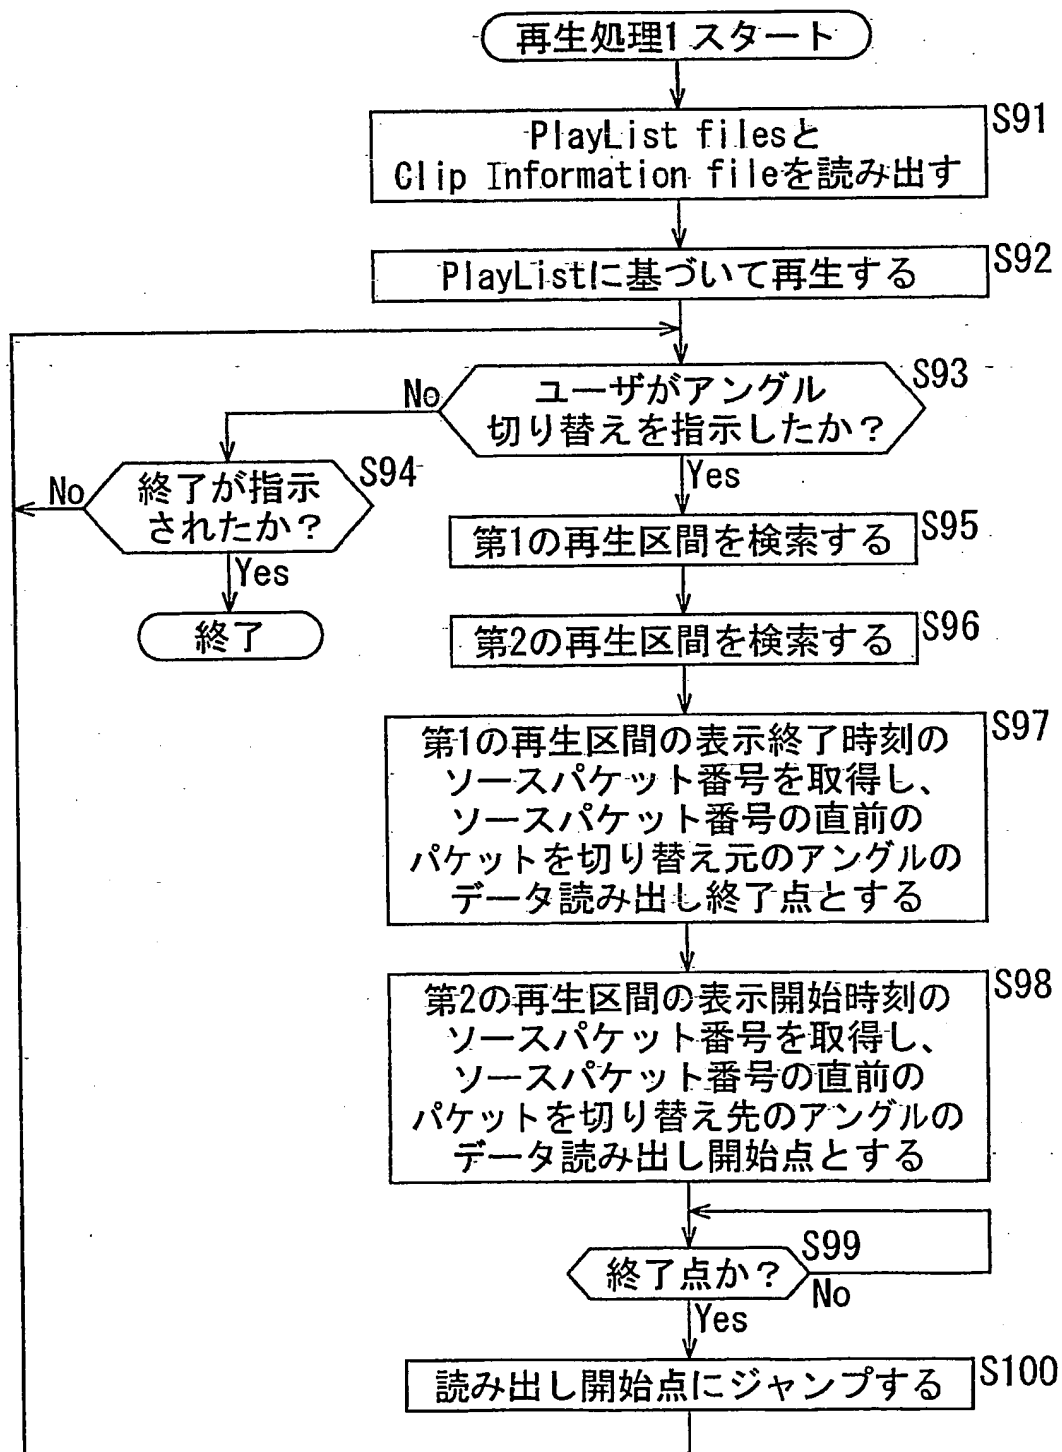 再生処理1 スタート
S91
PlayList filesと
Clip Information fileを読み出す
S92
PlayListに基づいて再生する
S93
ユーザがアングル
切り替えを指示したか？
No
Yes
S94
終了が指示
されたか？
No
Yes
終了
第1の再生区間を検索する
S95
第2の再生区間を検索する
S96
S97
第1の再生区間の表示終了時刻の
ソースパケット番号を取得し、
ソースパケット番号の直前の
パケットを切り替え元のアングルの
データ読み出し終了点とする
S98
第2の再生区間の表示開始時刻の
ソースパケット番号を取得し、
ソースパケット番号の直前の
パケットを切り替え先のアングルの
データ読み出し開始点とする
S99
終了点か？
No
Yes
読み出し開始点にジャンプする
S100